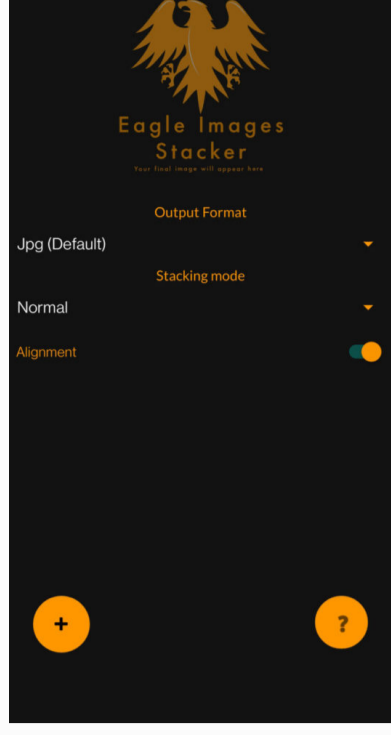 Eagle Images
Stacker
Your final image will appear here
Output Format
Jpg (Default)
Stacking mode
Normal
Alignment
+
?